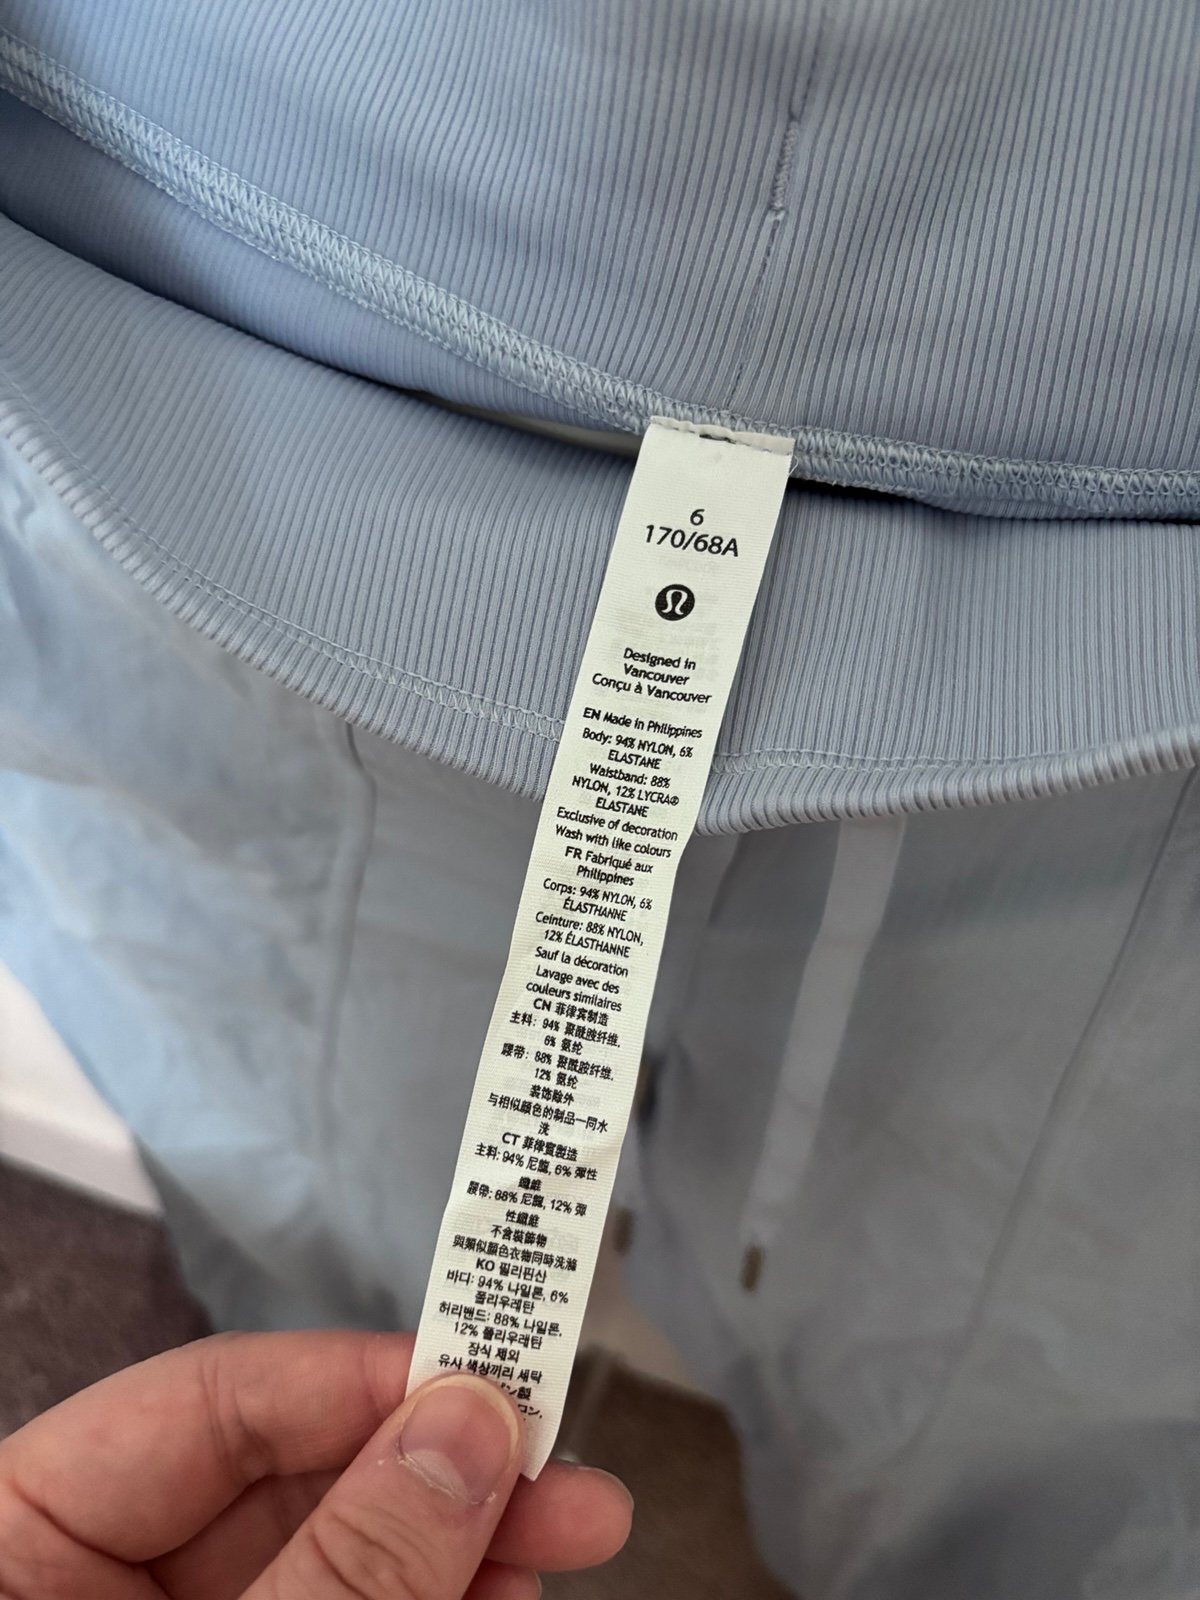 6
170/68A
Designed in
Vancouver
Conçu à Vancouver
EN Made in Philippines
Body: 94% NYLON, 6%
ELASTANE
Waistband: 88%
NYLON, 12% LYCRA®
ELASTANE
Exclusive of decoration
Wash with like colours
FR Fabriqué aux
Philippines
Corps: 94% NYLON, 6%
ÉLASTHANNE
Ceinture: 88% NYLON,
12% ÉLASTHANNE
Sauf la décoration
Lavage avec des
couleurs similaires
CN 菲律宾制造
主料: 94% 聚酰胺纤维,
6% 氨纶
腰带: 88% 聚酰胺纤维,
12% 氨纶
装饰除外
与相似颜色的制品一同水
洗
CT 菲律賓製造
主料: 94% 尼龍, 6% 彈性
纖維
腰帶: 88% 尼龍, 12% 彈
性纖維
不含裝飾物
與類似顏色衣物同時洗滌
KO 필리핀산
바디: 94% 나일론, 6%
폴리우레탄
허리밴드: 88% 나일론,
12% 폴리우레탄
장식 제외
유사 색상끼리 세탁
ン製
ロン,